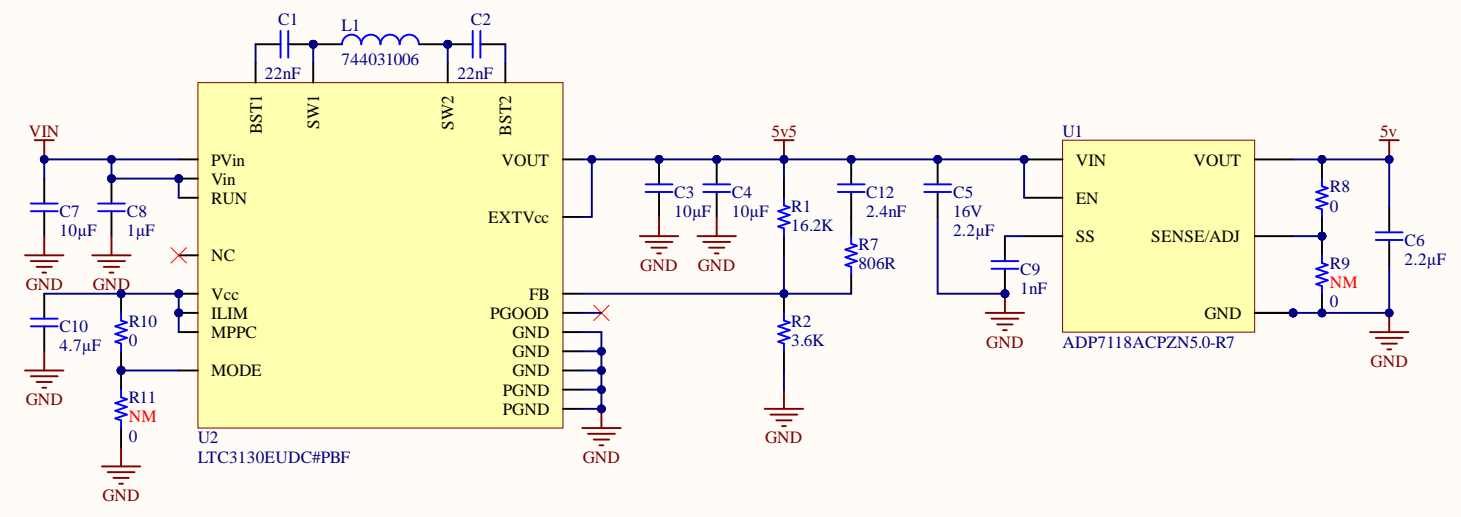 C1
L1
C2
22nF
744031006
22nF
BST1
SW1
SW2
BST2
VIN
PVin
Vin
RUN
C7
10µF
C8
1µF
GND
GND
NC
Vcc
ILIM
MPPC
C10
4.7µF
R10
0
MODE
GND
R11
NM
0
GND
VOUT
EXTVcc
FB
PGOOD
GND
GND
GND
PGND
PGND
GND
U2
LTC3130EUDC#PBF
5v5
C3
10µF
C4
10µF
GND
GND
R1
16.2K
C12
2.4nF
R7
806R
R2
3.6K
GND
C5
16V
2.2µF
C9
1nF
GND
U1
VIN
EN
SS
VOUT
SENSE/ADJ
GND
ADP7118ACPZN5.0-R7
5v
R8
0
R9
NM
0
C6
2.2µF
GND